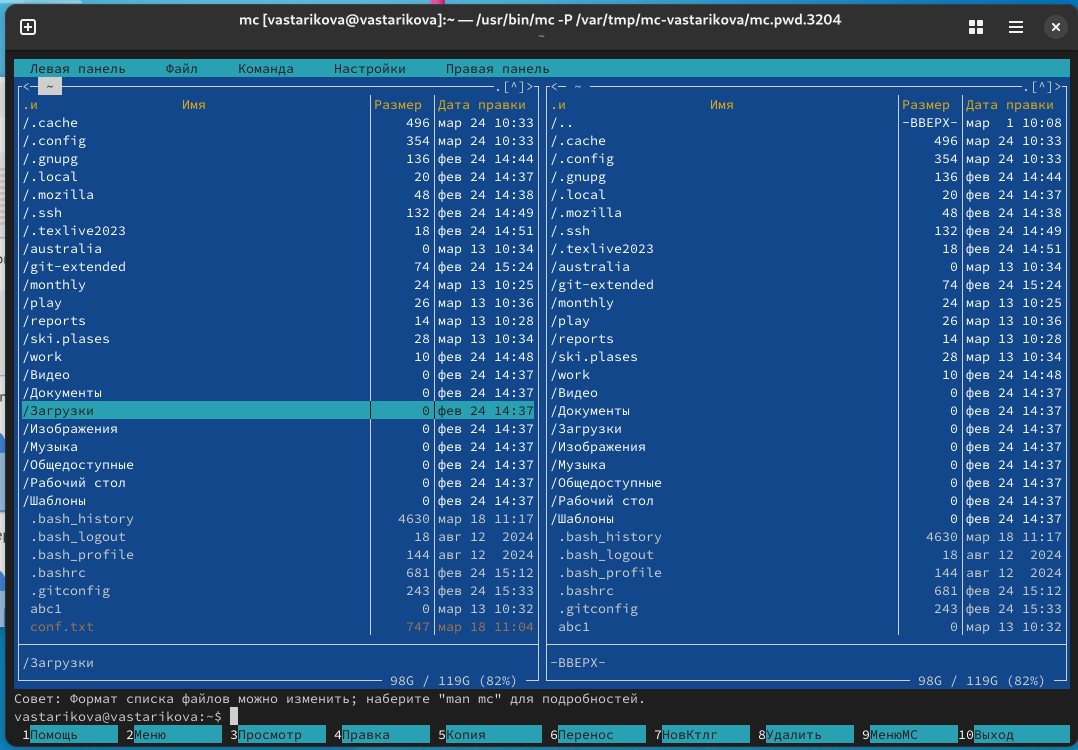 mc [vastarikova@vastarikova]:~ — /usr/bin/mc -P /var/tmp/mc-vastarikova/mc.pwd.3204
~
Левая панель Файл Команда Настройки Правая панель
<─ ~ .[^]> <─ ~ .[^]>
.и Имя Размер Дата правки .и Имя Размер Дата правки
/.cache 496 мар 24 10:33 /.. -ВВЕРХ- мар 1 10:08
/.config 354 мар 24 10:33 /.cache 496 мар 24 10:33
/.gnupg 136 фев 24 14:44 /.config 354 мар 24 10:33
/.local 20 фев 24 14:37 /.gnupg 136 фев 24 14:44
/.mozilla 48 фев 24 14:38 /.local 20 фев 24 14:37
/.ssh 132 фев 24 14:49 /.mozilla 48 фев 24 14:38
/.texlive2023 18 фев 24 14:51 /.ssh 132 фев 24 14:49
/australia 0 мар 13 10:34 /.texlive2023 18 фев 24 14:51
/git-extended 74 фев 24 15:24 /australia 0 мар 13 10:34
/monthly 24 мар 13 10:25 /git-extended 74 фев 24 15:24
/play 26 мар 13 10:36 /monthly 24 мар 13 10:25
/reports 14 мар 13 10:28 /play 26 мар 13 10:36
/ski.plases 28 мар 13 10:34 /reports 14 мар 13 10:28
/work 10 фев 24 14:48 /ski.plases 28 мар 13 10:34
/Видео 0 фев 24 14:37 /work 10 фев 24 14:48
/Документы 0 фев 24 14:37 /Видео 0 фев 24 14:37
/Загрузки 0 фев 24 14:37 /Документы 0 фев 24 14:37
/Изображения 0 фев 24 14:37 /Загрузки 0 фев 24 14:37
/Музыка 0 фев 24 14:37 /Изображения 0 фев 24 14:37
/Общедоступные 0 фев 24 14:37 /Музыка 0 фев 24 14:37
/Рабочий стол 0 фев 24 14:37 /Общедоступные 0 фев 24 14:37
/Шаблоны 0 фев 24 14:37 /Рабочий стол 0 фев 24 14:37
.bash_history 4630 мар 18 11:17 /Шаблоны 0 фев 24 14:37
.bash_logout 18 авг 12 2024 .bash_history 4630 мар 18 11:17
.bash_profile 144 авг 12 2024 .bash_logout 18 авг 12 2024
.bashrc 681 фев 24 15:12 .bash_profile 144 авг 12 2024
.gitconfig 243 фев 24 15:33 .bashrc 681 фев 24 15:12
abc1 0 мар 13 10:32 .gitconfig 243 фев 24 15:33
conf.txt 747 мар 18 11:04 abc1 0 мар 13 10:32
/Загрузки -ВВЕРХ-
98G / 119G (82%) 98G / 119G (82%)
Совет: Формат списка файлов можно изменить; наберите "man mc" для подробностей.
vastarikova@vastarikova:~$
1Помощь 2Меню 3Просмотр 4Правка 5Копия 6Перенос 7НовКтлг 8Удалить 9МенюМС 10Выход